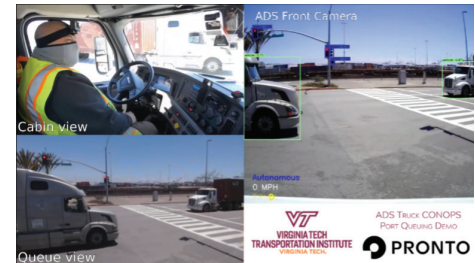 ADS Front Camera
Cabin view
Autonomous
0 MPH
Queue view
VT
VIRGINIA TECH
TRANSPORTATION INSTITUTE
VIRGINIA TECH.
ADS TRUCK CONOPS
PORT QUEUING DEMO
PRONTO